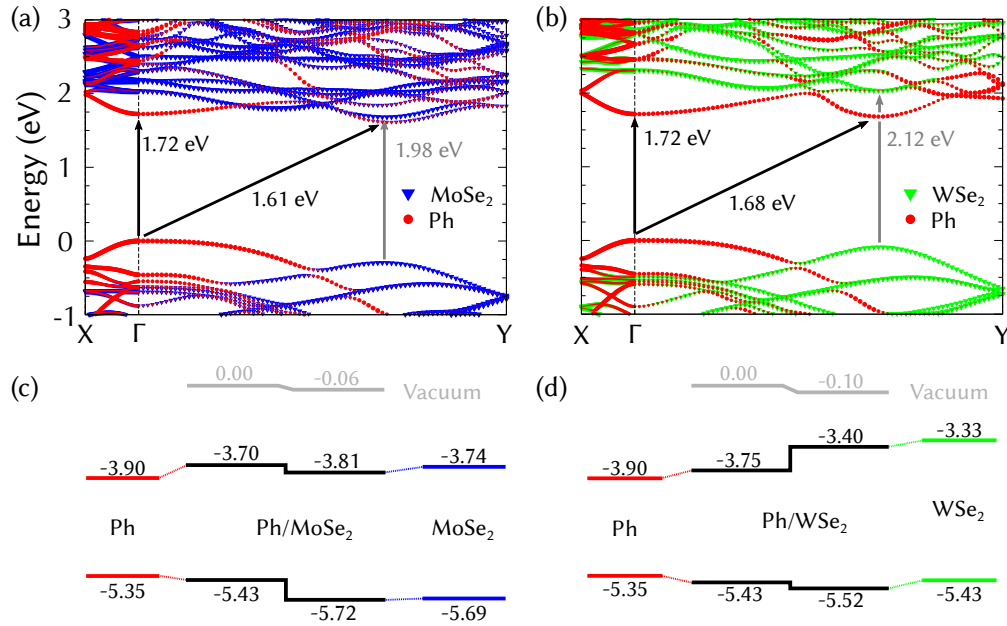 (a)
Energy (eV)
3
2
1
0
-1
X
Γ
Y
1.72 eV
1.61 eV
1.98 eV
MoSe₂
Ph
(b)
X
Γ
Y
1.72 eV
1.68 eV
2.12 eV
WSe₂
Ph
(c)
0.00
-0.06
Vacuum
-3.90
-3.70
-3.81
-3.74
Ph
Ph/MoSe₂
MoSe₂
-5.35
-5.43
-5.72
-5.69
(d)
0.00
-0.10
Vacuum
-3.90
-3.75
-3.40
-3.33
Ph
Ph/WSe₂
WSe₂
-5.35
-5.43
-5.52
-5.43